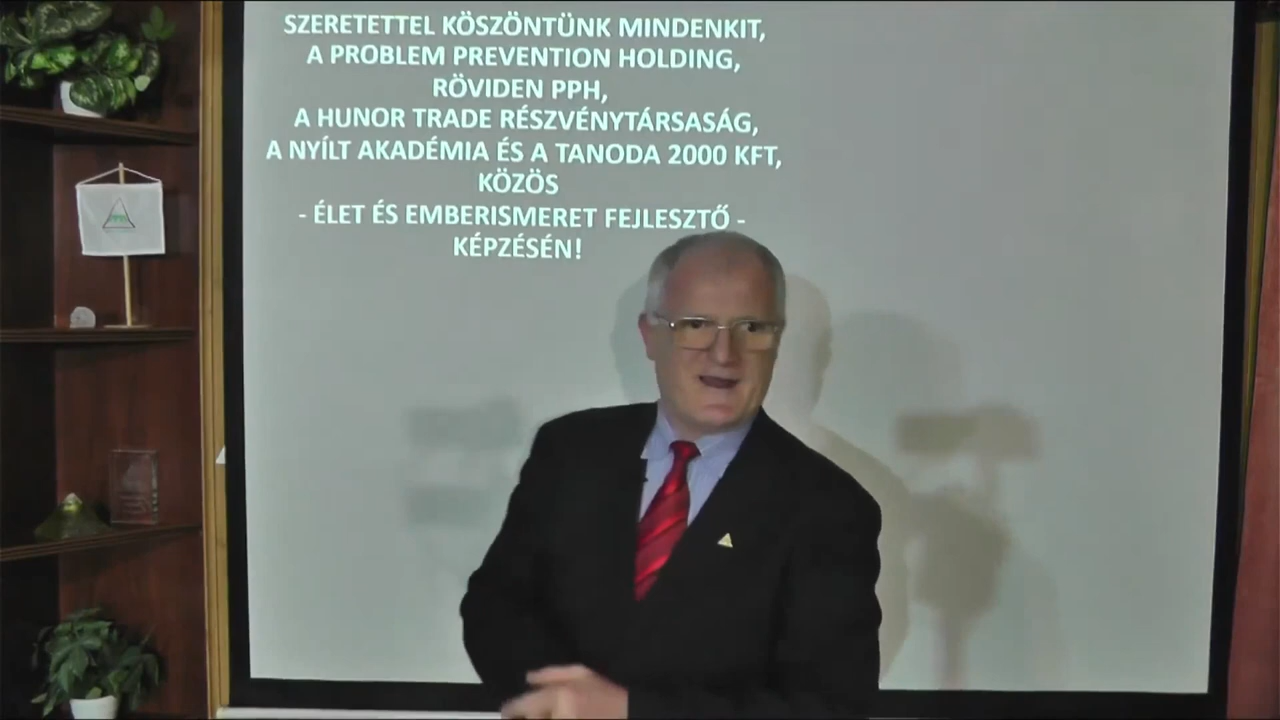 SZERETETTEL KÖSZÖNTÜNK MINDENKIT,
A PROBLEM PREVENTION HOLDING,
RÖVIDEN PPH,
A HUNOR TRADE RÉSZVÉNYTÁRSASÁG,
A NYÍLT AKADÉMIA ÉS A TANODA 2000 KFT,
KÖZÖS
- ÉLET ÉS EMBERISMERET FEJLESZTŐ -
KÉPZÉSÉN!